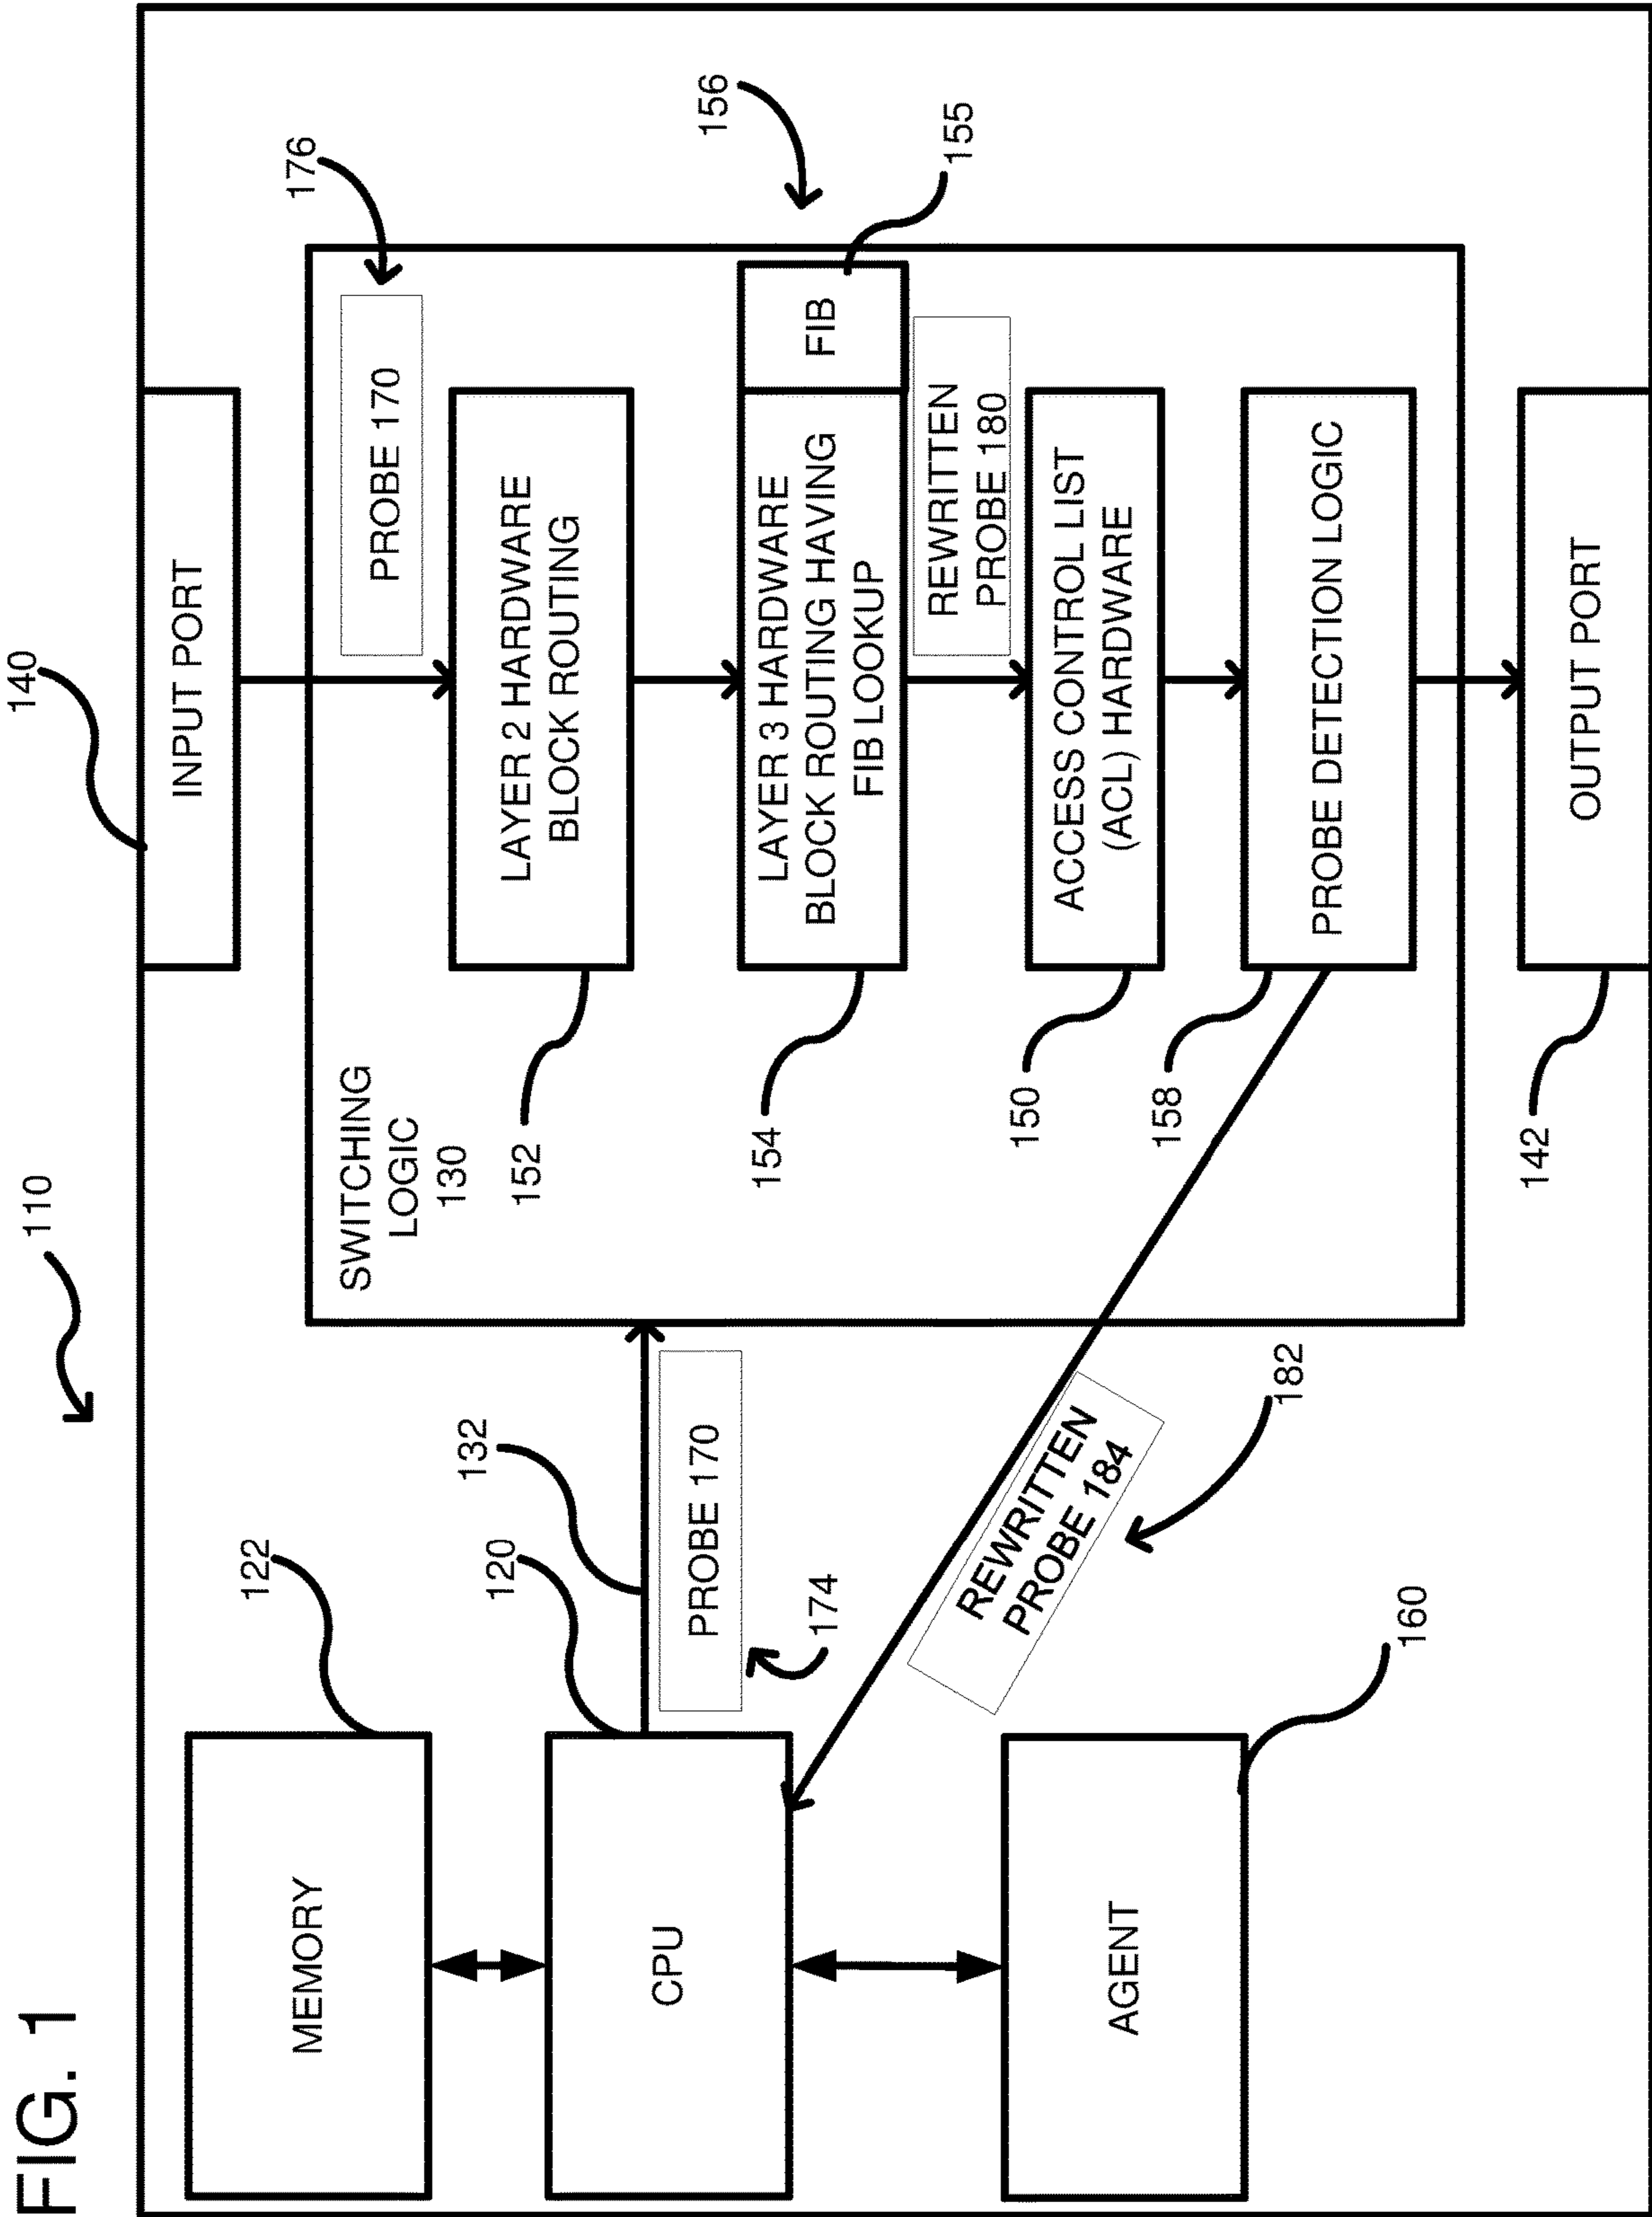 FIG. 1
110
140
INPUT PORT
MEMORY
122
SWITCHING
LOGIC
130
PROBE 170
176
CPU
120
132
PROBE 170
174
LAYER 2 HARDWARE
BLOCK ROUTING
152
LAYER 3 HARDWARE
BLOCK ROUTING HAVING
FIB LOOKUP
154
FIB
156
155
REWRITTEN
PROBE 180
ACCESS CONTROL LIST
(ACL) HARDWARE
150
PROBE DETECTION LOGIC
158
REWRITTEN
PROBE 184
182
AGENT
160
OUTPUT PORT
142